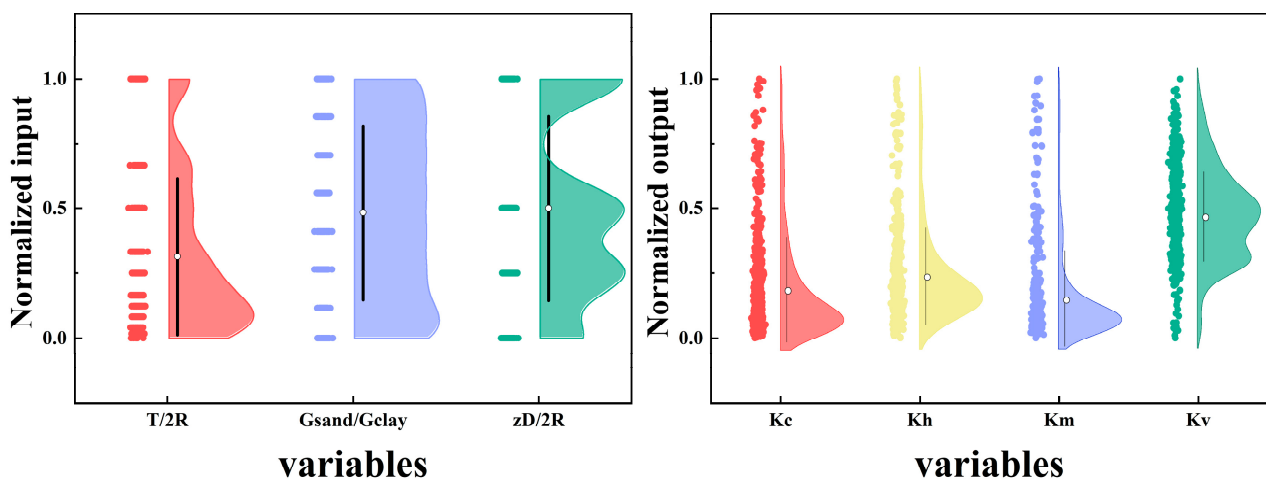 Normalized input
1.0
0.5
0.0
T/2R
Gsand/Gclay
zD/2R
variables
Normalized output
1.0
0.5
0.0
Kc
Kh
Km
Kv
variables